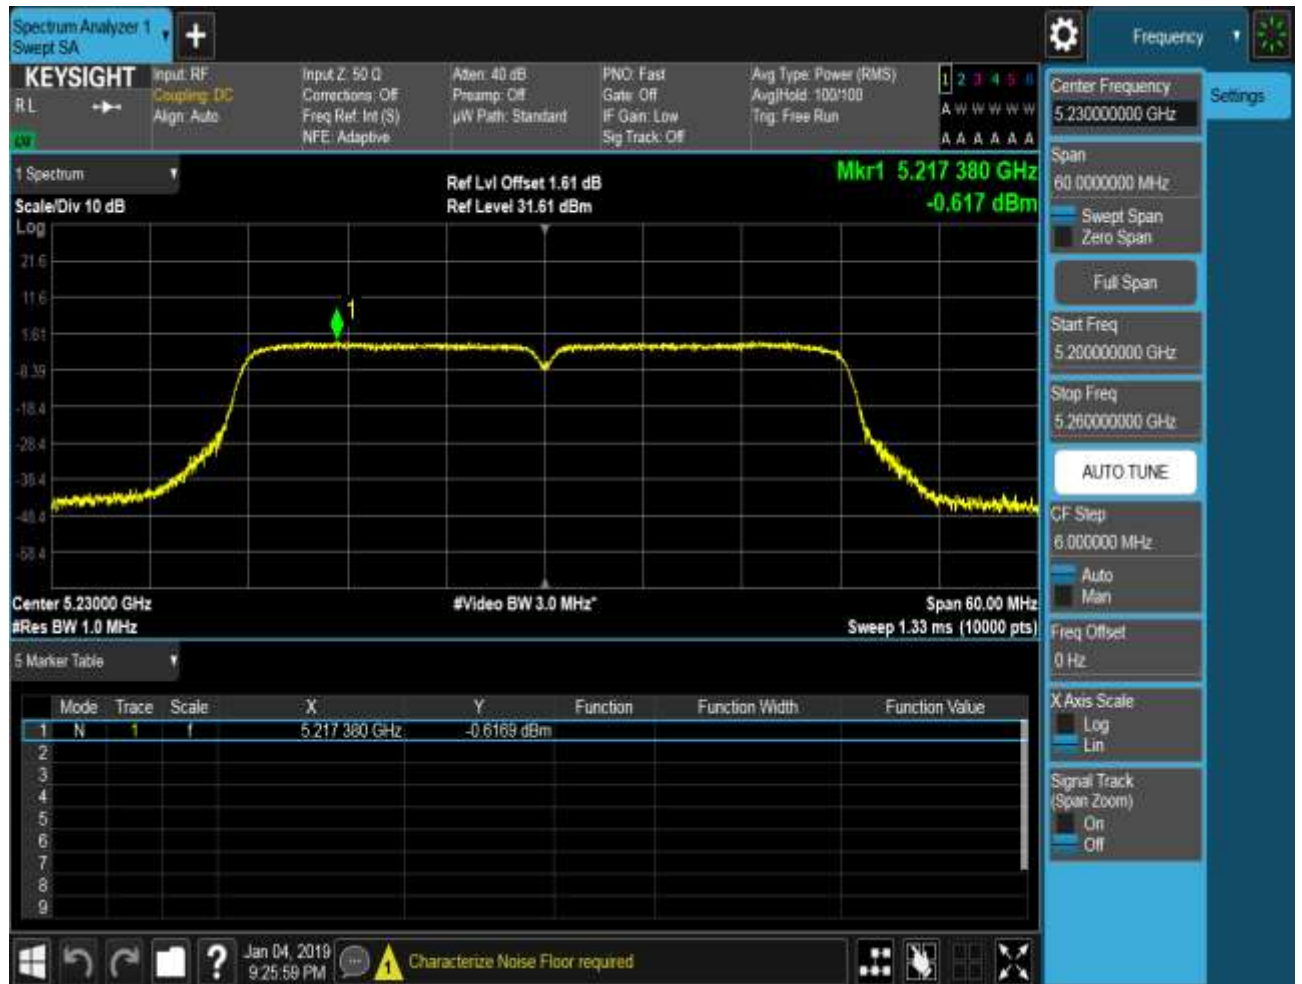 Spectrum Analyzer 1
Swept SA
Frequency
KEYSIGHT
R L
Input: RF
Coupling: DC
Align: Auto
Input Z: 50 Ω
Corrections: Off
Freq Ref: Int (S)
NFE: Adaptive
Atten: 40 dB
Preamp: Off
µW Path: Standard
PNO: Fast
Gate: Off
IF Gain: Low
Sig Track: Off
Avg Type: Power (RMS)
Avg|Hold: 100/100
Trig: Free Run
1 2 3 4 5 6
A W W W W W
A A A A A A
1 Spectrum
Scale/Div 10 dB
Ref Lvl Offset 1.61 dB
Ref Level 31.61 dBm
Mkr1 5.217 380 GHz
-0.617 dBm
Log
21.6
11.6
1.61
-8.39
-18.4
-28.4
-38.4
-48.4
-58.4
1
Center 5.23000 GHz
#Res BW 1.0 MHz
#Video BW 3.0 MHz*
Span 60.00 MHz
Sweep 1.33 ms (10000 pts)
5 Marker Table
Mode Trace Scale X Y Function Function Width Function Value
1 N 1 f 5.217 380 GHz -0.6169 dBm
2
3
4
5
6
7
8
9
Jan 04, 2019
9:25:59 PM
1
Characterize Noise Floor required
Settings
Center Frequency
5.230000000 GHz
Span
60.0000000 MHz
Swept Span
Zero Span
Full Span
Start Freq
5.200000000 GHz
Stop Freq
5.260000000 GHz
AUTO TUNE
CF Step
6.000000 MHz
Auto
Man
Freq Offset
0 Hz
X Axis Scale
Log
Lin
Signal Track
(Span Zoom)
On
Off